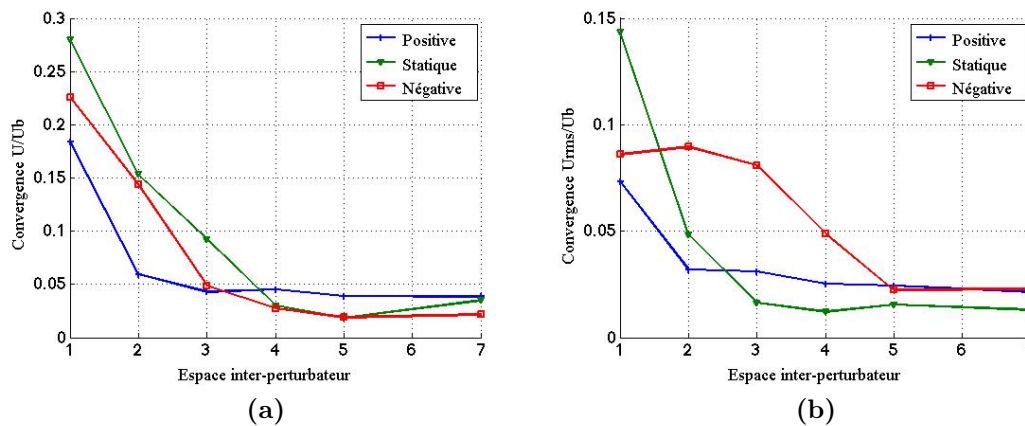 0.3
0.25
0.2
0.15
0.1
0.05
0
Convergence U/Ub
Positive
Statique
Négative
1 2 3 4 5 6 7
Espace inter-perturbateur
(a)
0.15
0.1
0.05
0
Convergence Urms/Ub
Positive
Statique
Négative
1 2 3 4 5 6
Espace inter-perturbateur
(b)